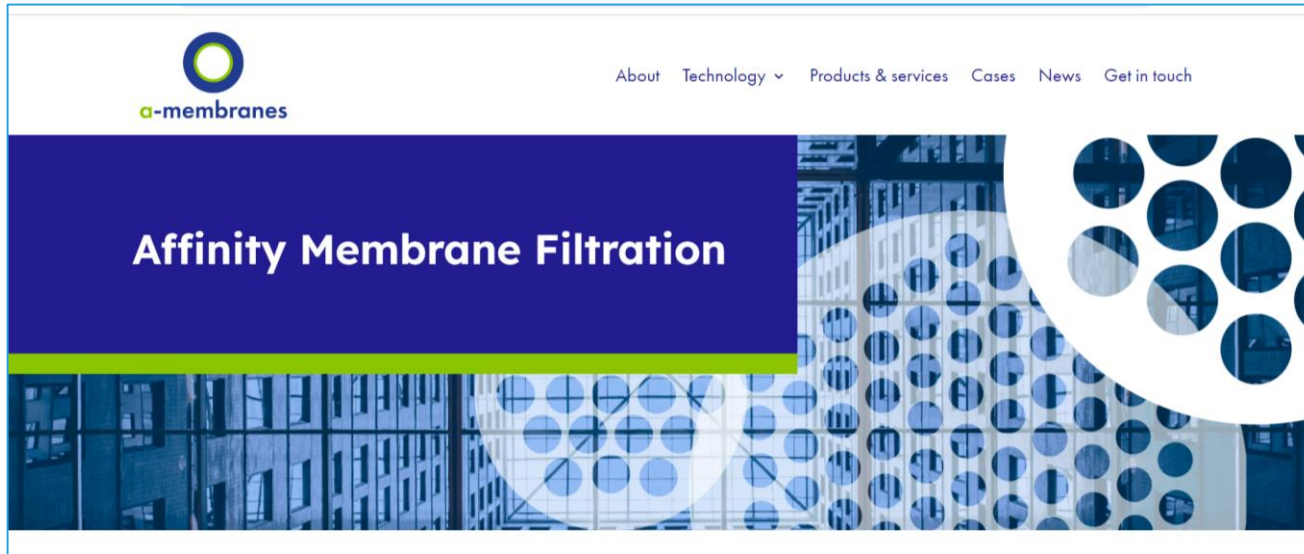 a-membranes
About Technology Products & services Cases News Get in touch
Affinity Membrane Filtration